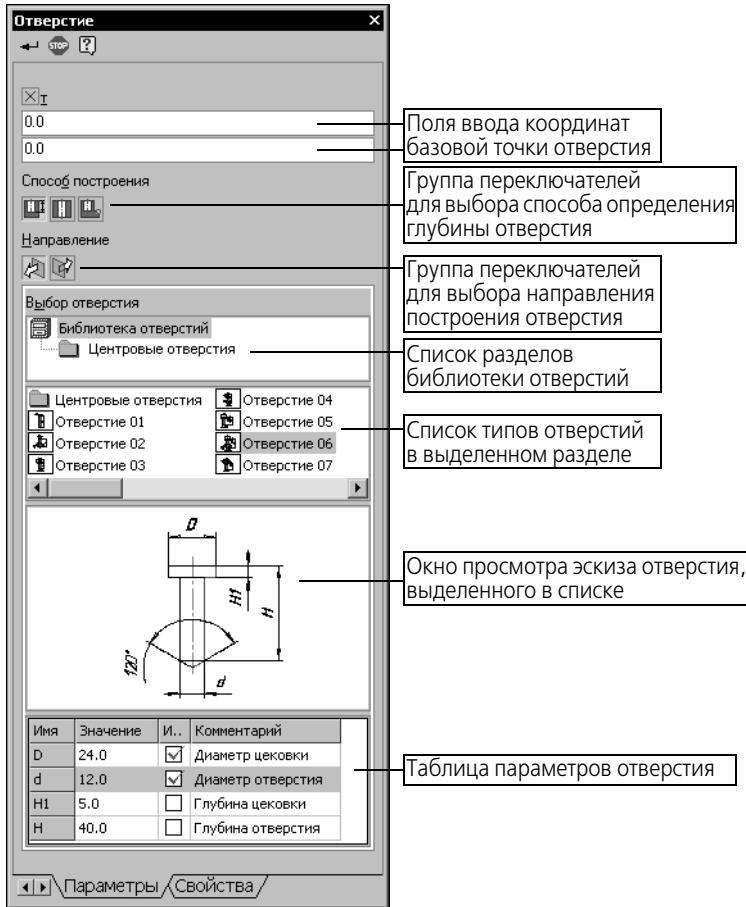 Отверстие
STOP
Т
0.0
0.0
Поля ввода координат
базовой точки отверстия
Способ построения
Группа переключателей
для выбора способа определения
глубины отверстия
Направление
Группа переключателей
для выбора направления
построения отверстия
Выбор отверстия
Библиотека отверстий
Центровые отверстия
Список разделов
библиотеки отверстий
Центровые отверстия
Отверстие 04
Отверстие 01
Отверстие 05
Отверстие 02
Отверстие 06
Отверстие 03
Отверстие 07
Список типов отверстий
в выделенном разделе
D
H1
H
120°
d
Окно просмотра эскиза отверстия,
выделенного в списке
Имя Значение И.. Комментарий
D 24.0 Диаметр цековки
d 12.0 Диаметр отверстия
H1 5.0 Глубина цековки
H 40.0 Глубина отверстия
Таблица параметров отверстия
Параметры Свойства